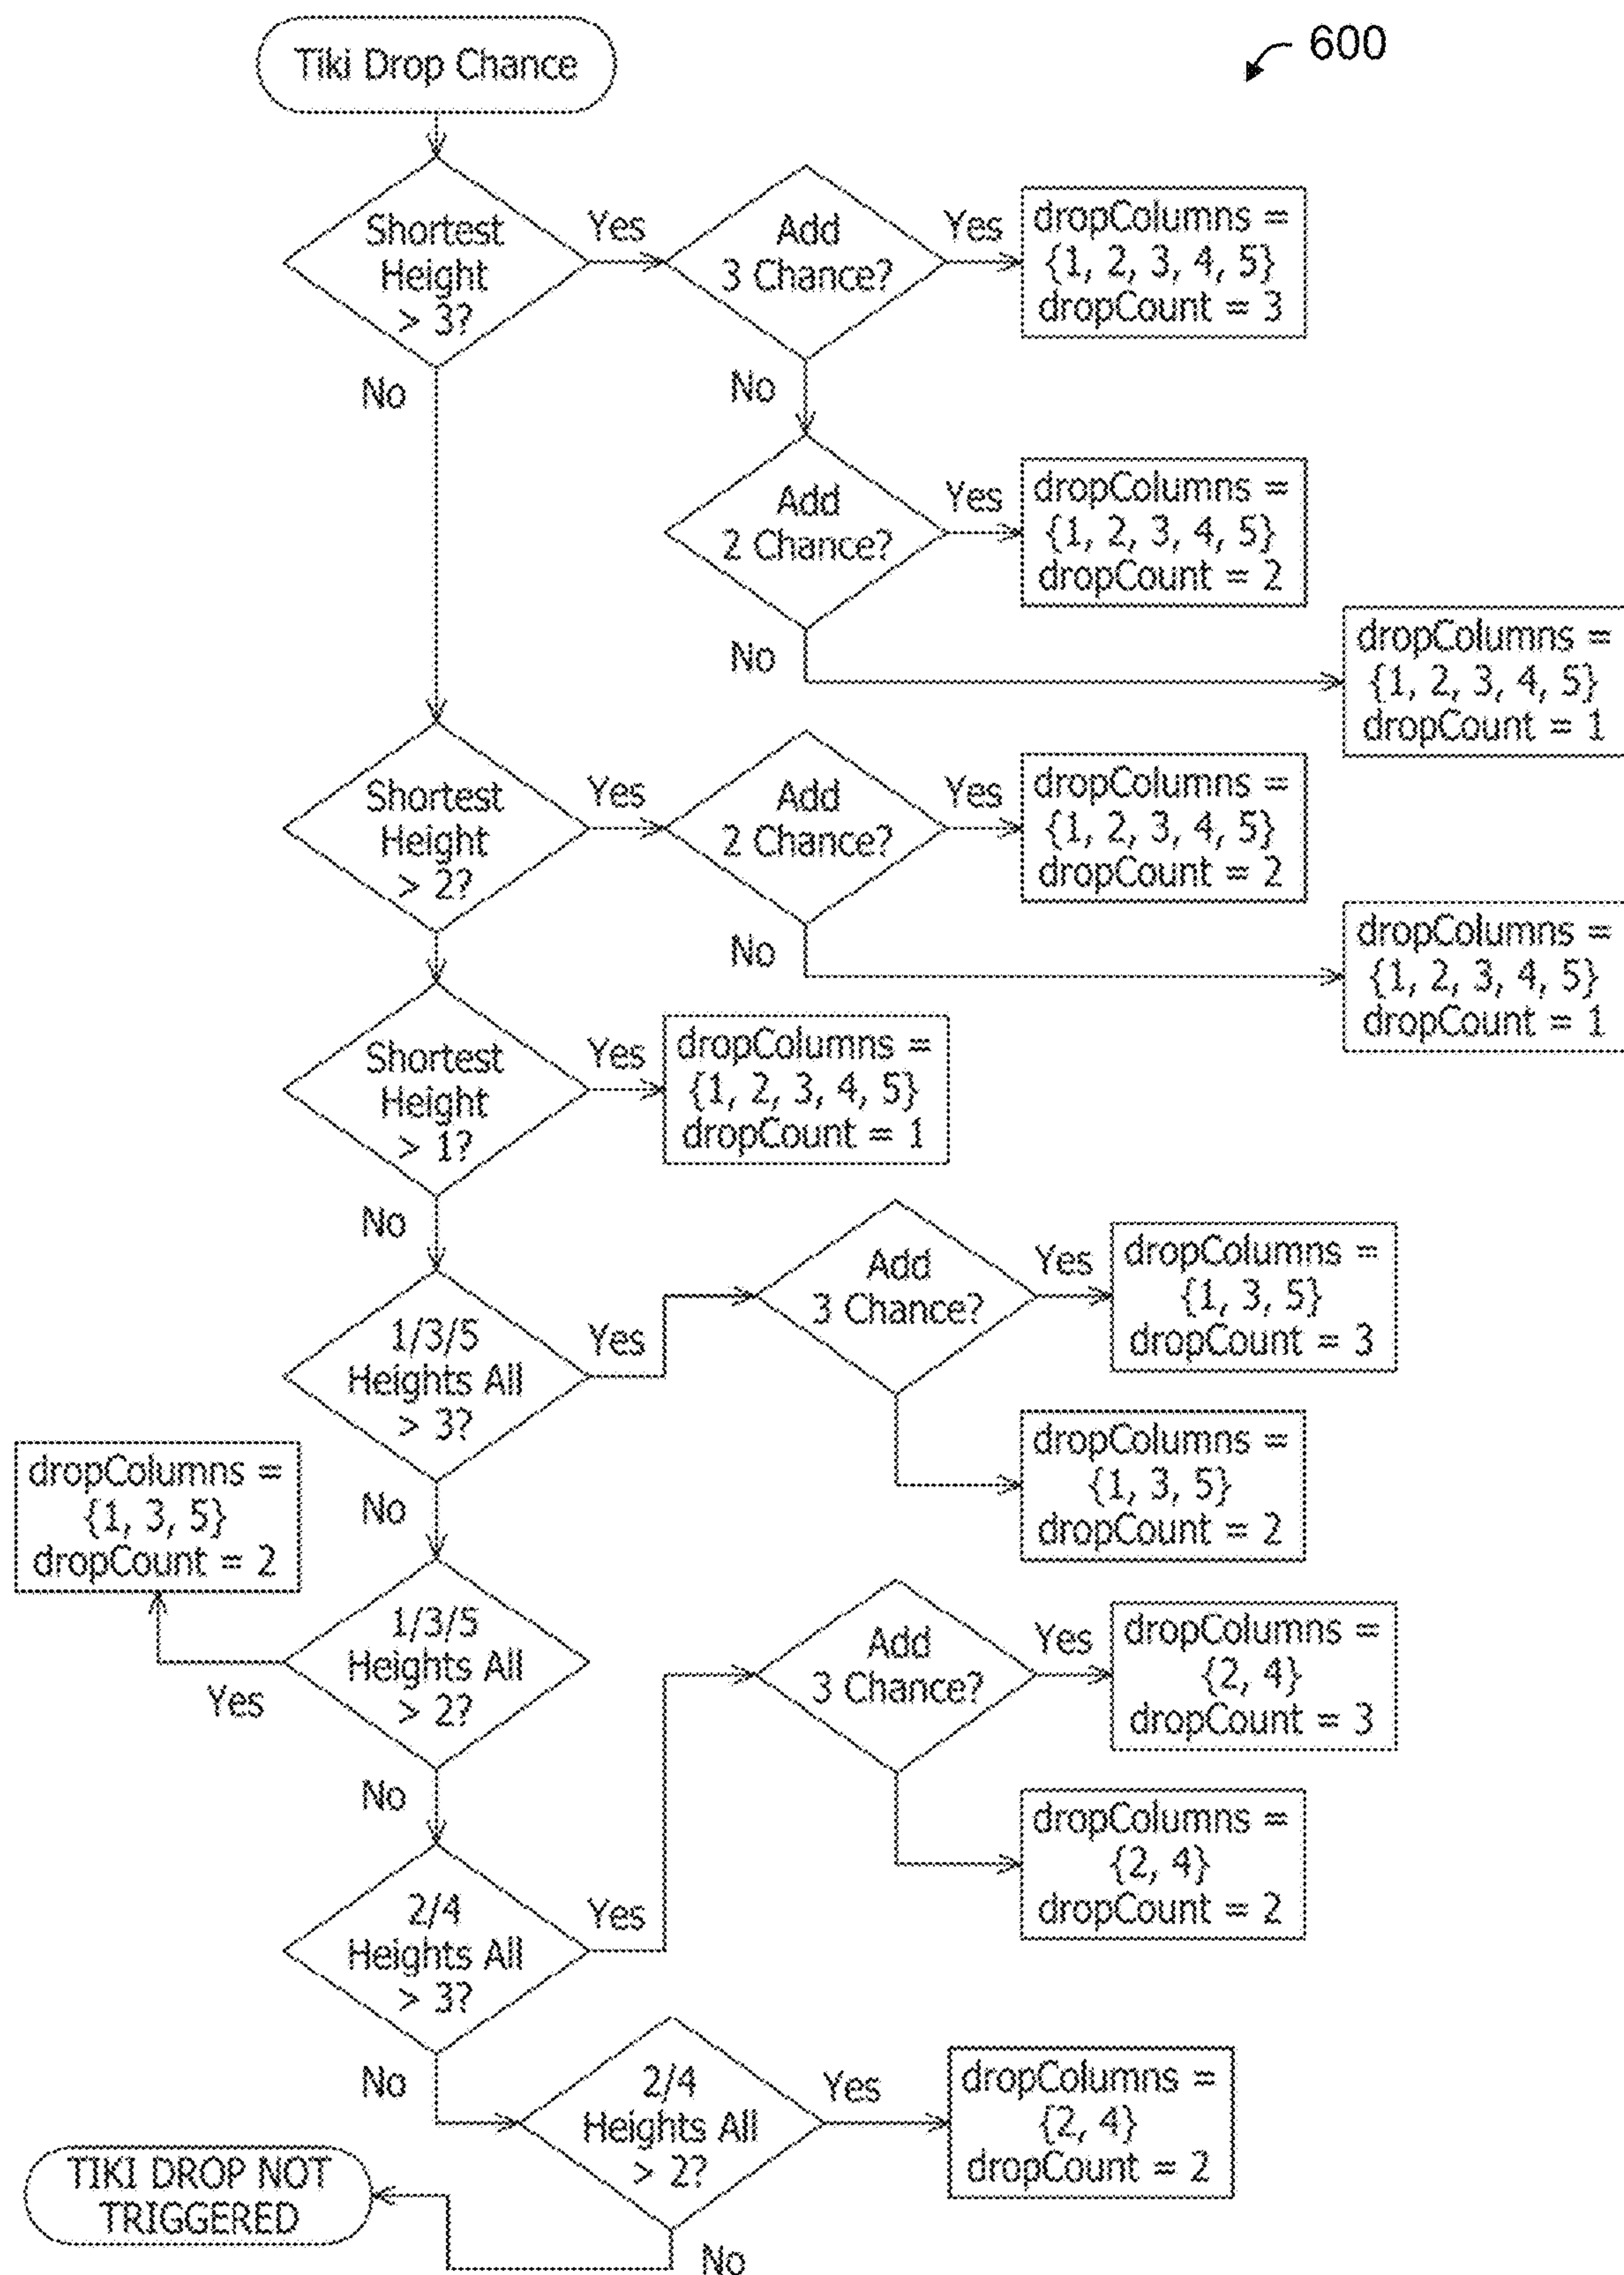 600
Tiki Drop Chance
Shortest
Height
> 3?
Yes
No
Add
3 Chance?
Yes
No
dropColumns =
{1, 2, 3, 4, 5}
dropCount = 3
Add
2 Chance?
Yes
No
dropColumns =
{1, 2, 3, 4, 5}
dropCount = 2
dropColumns =
{1, 2, 3, 4, 5}
dropCount = 1
Shortest
Height
> 2?
Yes
Add
2 Chance?
Yes
No
dropColumns =
{1, 2, 3, 4, 5}
dropCount = 2
dropColumns =
{1, 2, 3, 4, 5}
dropCount = 1
Shortest
Height
> 1?
Yes
No
dropColumns =
{1, 2, 3, 4, 5}
dropCount = 1
1/3/5
Heights All
> 3?
Yes
No
Add
3 Chance?
Yes
dropColumns =
{1, 3, 5}
dropCount = 3
dropColumns =
{1, 3, 5}
dropCount = 2
dropColumns =
{1, 3, 5}
dropCount = 2
1/3/5
Heights All
> 2?
Yes
No
Add
3 Chance?
Yes
dropColumns =
{2, 4}
dropCount = 3
dropColumns =
{2, 4}
dropCount = 2
2/4
Heights All
> 3?
Yes
No
2/4
Heights All
> 2?
Yes
No
dropColumns =
{2, 4}
dropCount = 2
TIKI DROP NOT
TRIGGERED